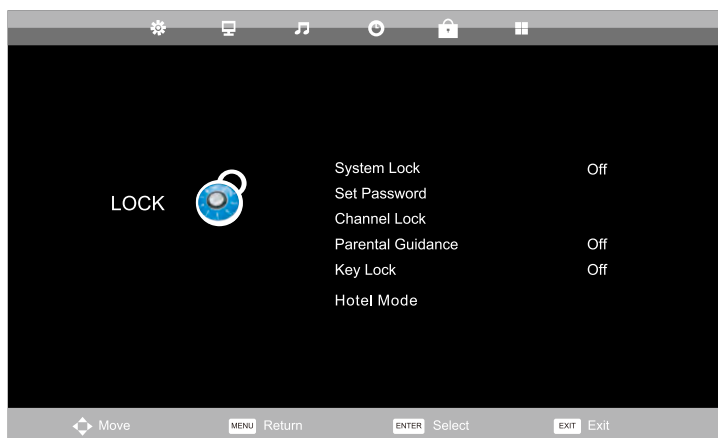 LOCK
System Lock Off
Set Password
Channel Lock
Parental Guidance Off
Key Lock Off
Hotel Mode
Move MENU Return ENTER Select EXIT Exit